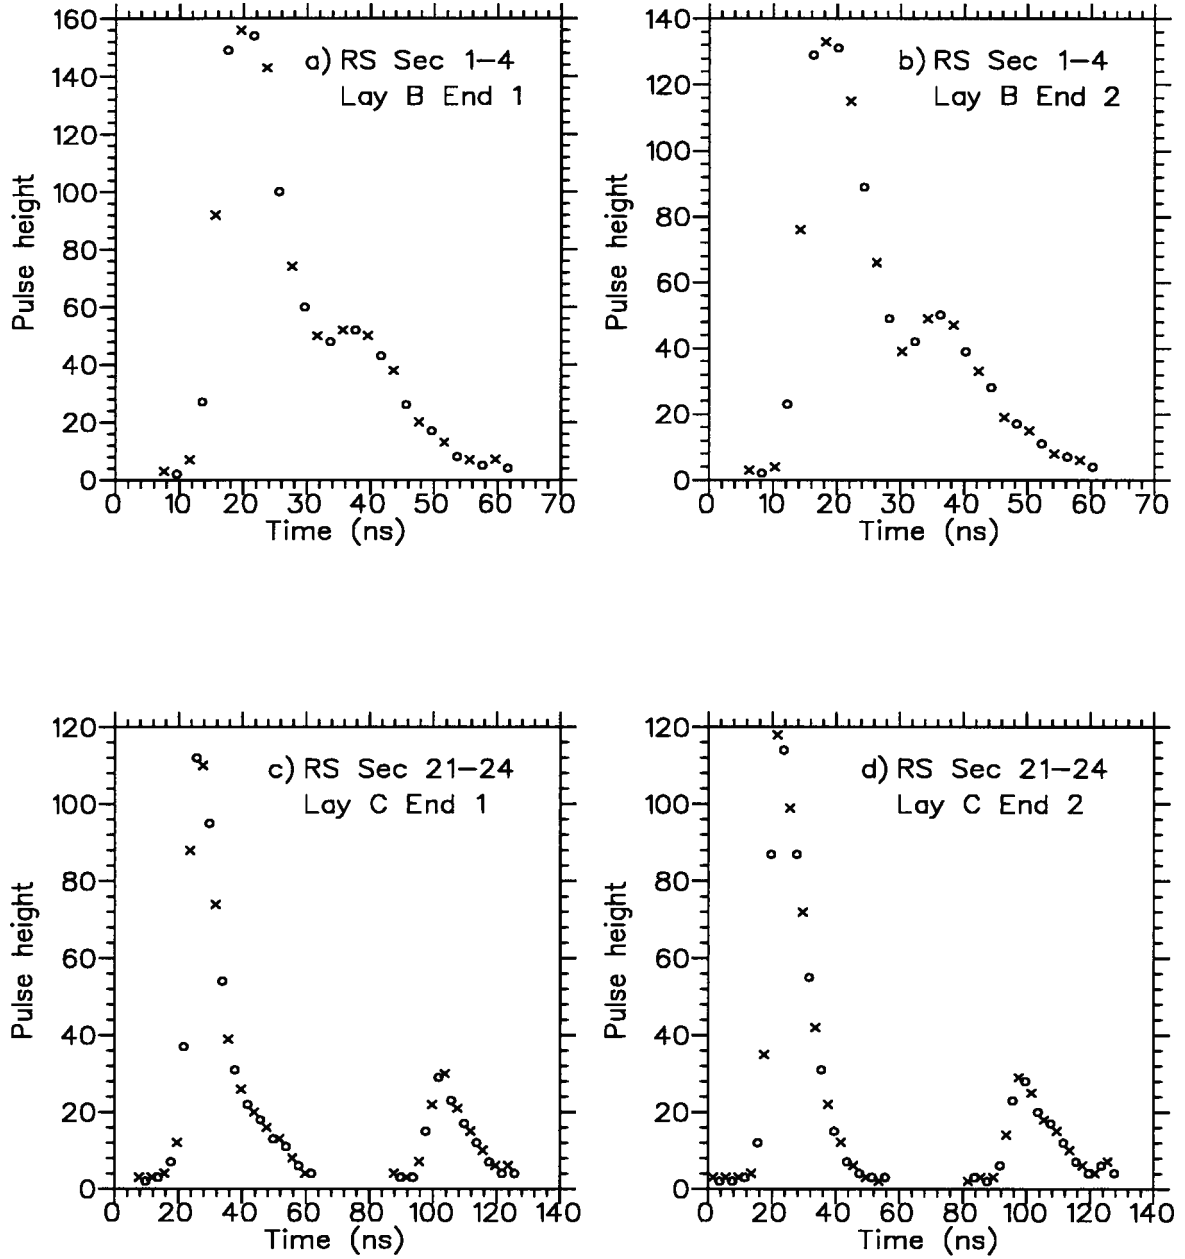 160
140
120
100
80
60
40
20
0
Pulse height
a) RS Sec 1-4
Lay B End 1
0 10 20 30 40 50 60 70
Time (ns)
140
120
100
80
60
40
20
0
Pulse height
b) RS Sec 1-4
Lay B End 2
0 10 20 30 40 50 60 70
Time (ns)
120
100
80
60
40
20
0
Pulse height
c) RS Sec 21-24
Lay C End 1
0 20 40 60 80 100 120 140
Time (ns)
120
100
80
60
40
20
0
Pulse height
d) RS Sec 21-24
Lay C End 2
0 20 40 60 80 100 120 140
Time (ns)